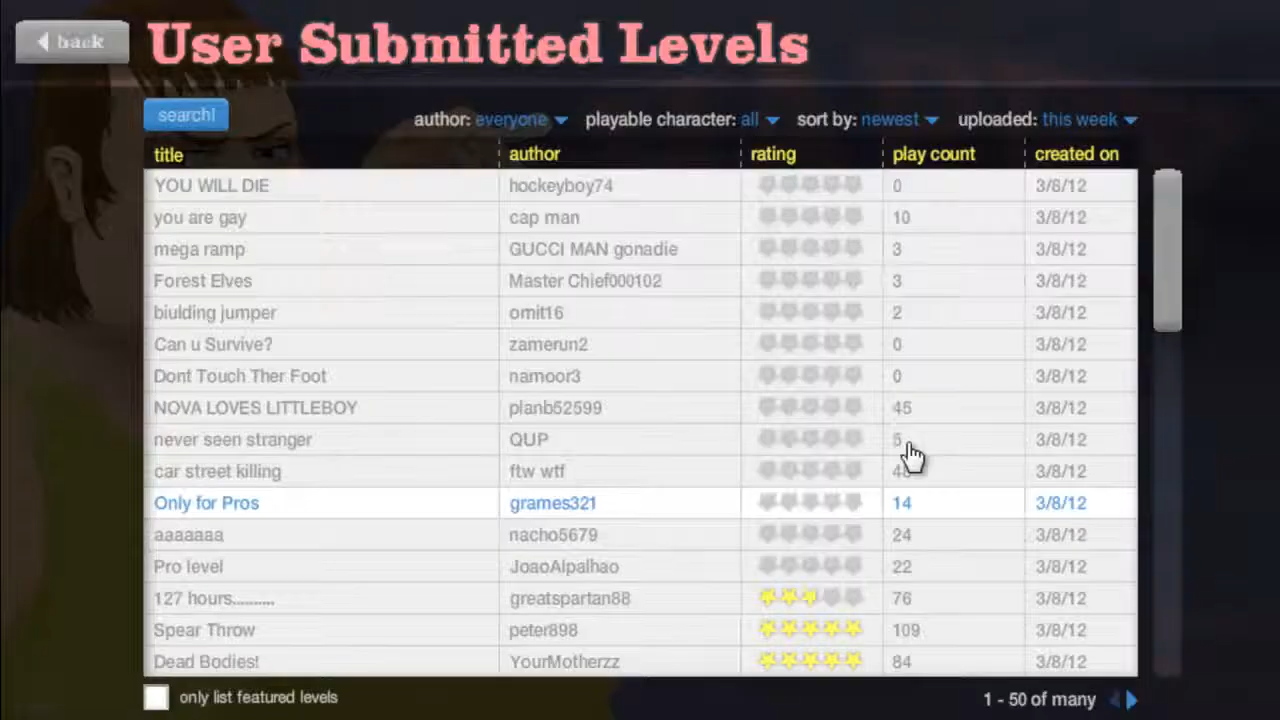 back
User Submitted Levels
search!
author: everyone playable character: all sort by: newest uploaded: this week
title author rating play count created on
YOU WILL DIE hockeyboy74 0 3/8/12
you are gay cap man 10 3/8/12
mega ramp GUCCI MAN gonadie 3 3/8/12
Forest Elves Master Chief000102 3 3/8/12
biulding jumper omit16 2 3/8/12
Can u Survive? zamerun2 0 3/8/12
Dont Touch Ther Foot namoor3 0 3/8/12
NOVA LOVES LITTLEBOY planb52599 45 3/8/12
never seen stranger QUP 5 3/8/12
car street killing ftw wtf 3/8/12
Only for Pros grames321 14 3/8/12
aaaaaaa nacho5679 24 3/8/12
Pro level JoaoAlpalhao 22 3/8/12
127 hours.......... greatspartan88 76 3/8/12
Spear Throw peter898 109 3/8/12
Dead Bodies! YourMotherzz 84 3/8/12
only list featured levels 1 - 50 of many